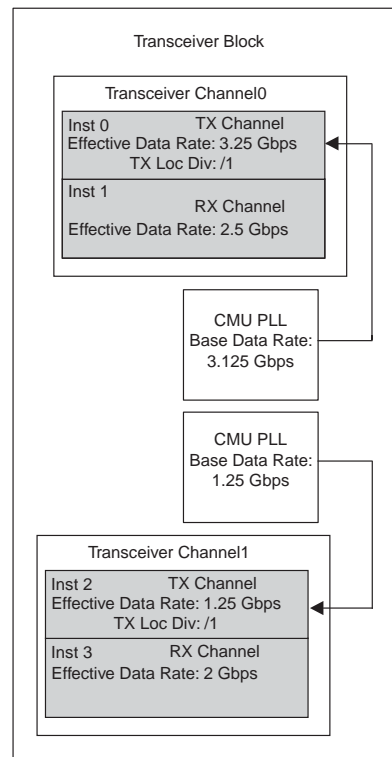 Transceiver Block
Transceiver Channel0
Inst 0 TX Channel
Effective Data Rate: 3.25 Gbps
TX Loc Div: /1
Inst 1
RX Channel
Effective Data Rate: 2.5 Gbps
CMU PLL
Base Data Rate:
3.125 Gbps
CMU PLL
Base Data Rate:
1.25 Gbps
Transceiver Channel1
Inst 2 TX Channel
Effective Data Rate: 1.25 Gbps
TX Loc Div: /1
Inst 3 RX Channel
Effective Data Rate: 2 Gbps